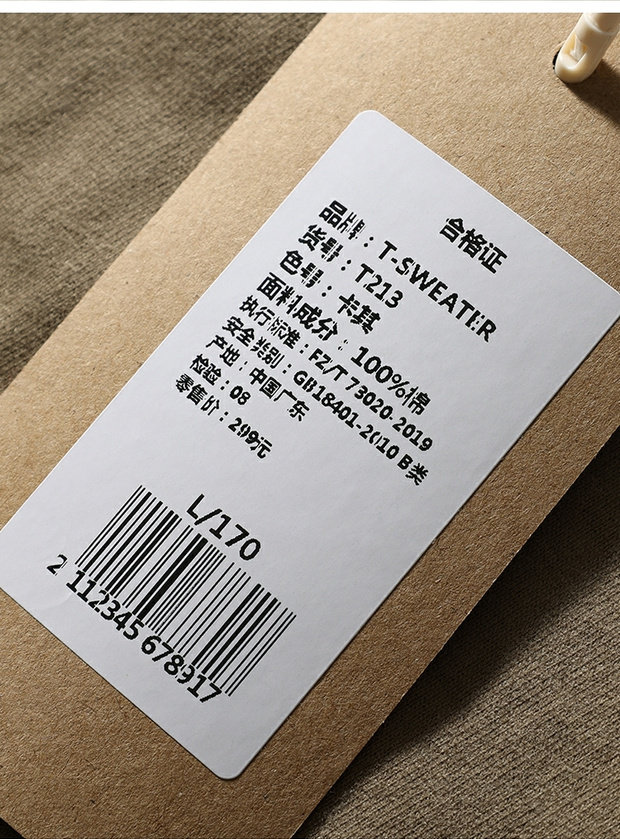 合格证
品牌：T-SWEATER
货号：T213
色号：卡其
面料成分：100%棉
执行标准：FZ/T 73020-2019
安全类别：GB18401-2010 B类
产地：中国广东
检验：08
零售价：299元
L/170
2 112345 678917